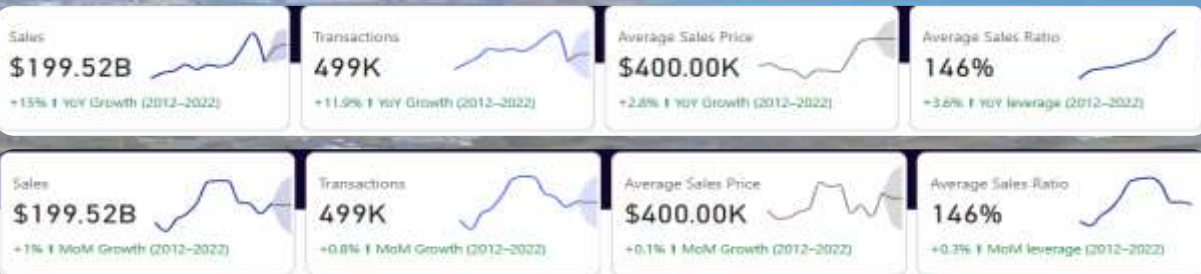 Sales
$199.52B
+15% ⬆ YoY Growth (2012–2022)
Transactions
499K
+11.9% ⬆ YoY Growth (2012–2022)
Average Sales Price
$400.00K
+2.8% ⬆ YoY Growth (2012–2022)
Average Sales Ratio
146%
+3.6% ⬆ YoY leverage (2012–2022)
Sales
$199.52B
+1% ⬆ MoM Growth (2012–2022)
Transactions
499K
+0.8% ⬆ MoM Growth (2012–2022)
Average Sales Price
$400.00K
+0.1% ⬆ MoM Growth (2012–2022)
Average Sales Ratio
146%
+0.3% ⬆ MoM leverage (2012–2022)